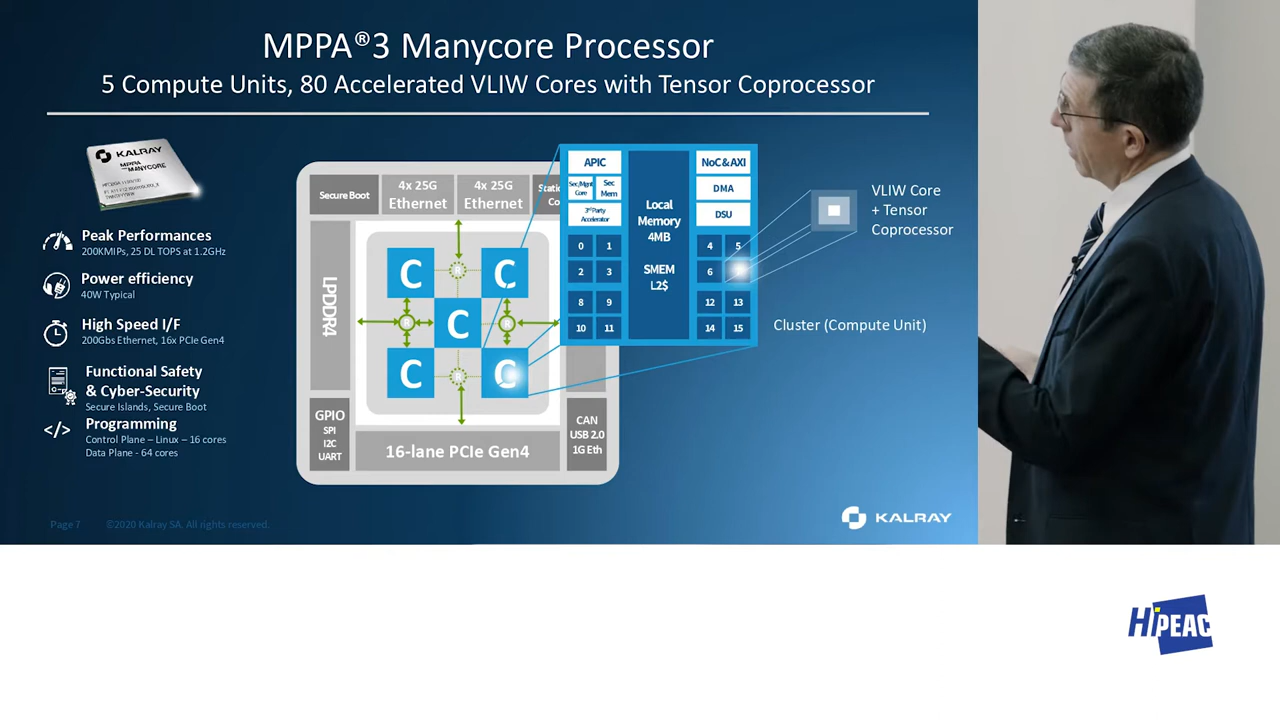 MPPA®3 Manycore Processor
5 Compute Units, 80 Accelerated VLIW Cores with Tensor Coprocessor
KALRAY
MPPA
MANYCORE
Peak Performances
200KMIPs, 25 DL TOPS at 1.2GHz
Power efficiency
40W Typical
High Speed I/F
200Gbs Ethernet, 16x PCIe Gen4
Functional Safety
& Cyber-Security
Secure Islands, Secure Boot
</>
Programming
Control Plane – Linux – 16 cores
Data Plane - 64 cores
Secure Boot
4x 25G
Ethernet
4x 25G
Ethernet
LPDDR4
C
R
C
R
C
R
C
R
C
GPIO
SPI
I2C
UART
16-lane PCIe Gen4
CAN
USB 2.0
1G Eth
APIC
Sec/Mgnt
Core
Sec
Mem
3rd Party
Accelerator
0 1
2 3
8 9
10 11
Local
Memory
4MB
SMEM
L2$
NoC & AXI
DMA
DSU
4 5
6
12 13
14 15
VLIW Core
+ Tensor
Coprocessor
Cluster (Compute Unit)
Page 7 ©2020 Kalray SA. All rights reserved.
KALRAY
HiPEAC